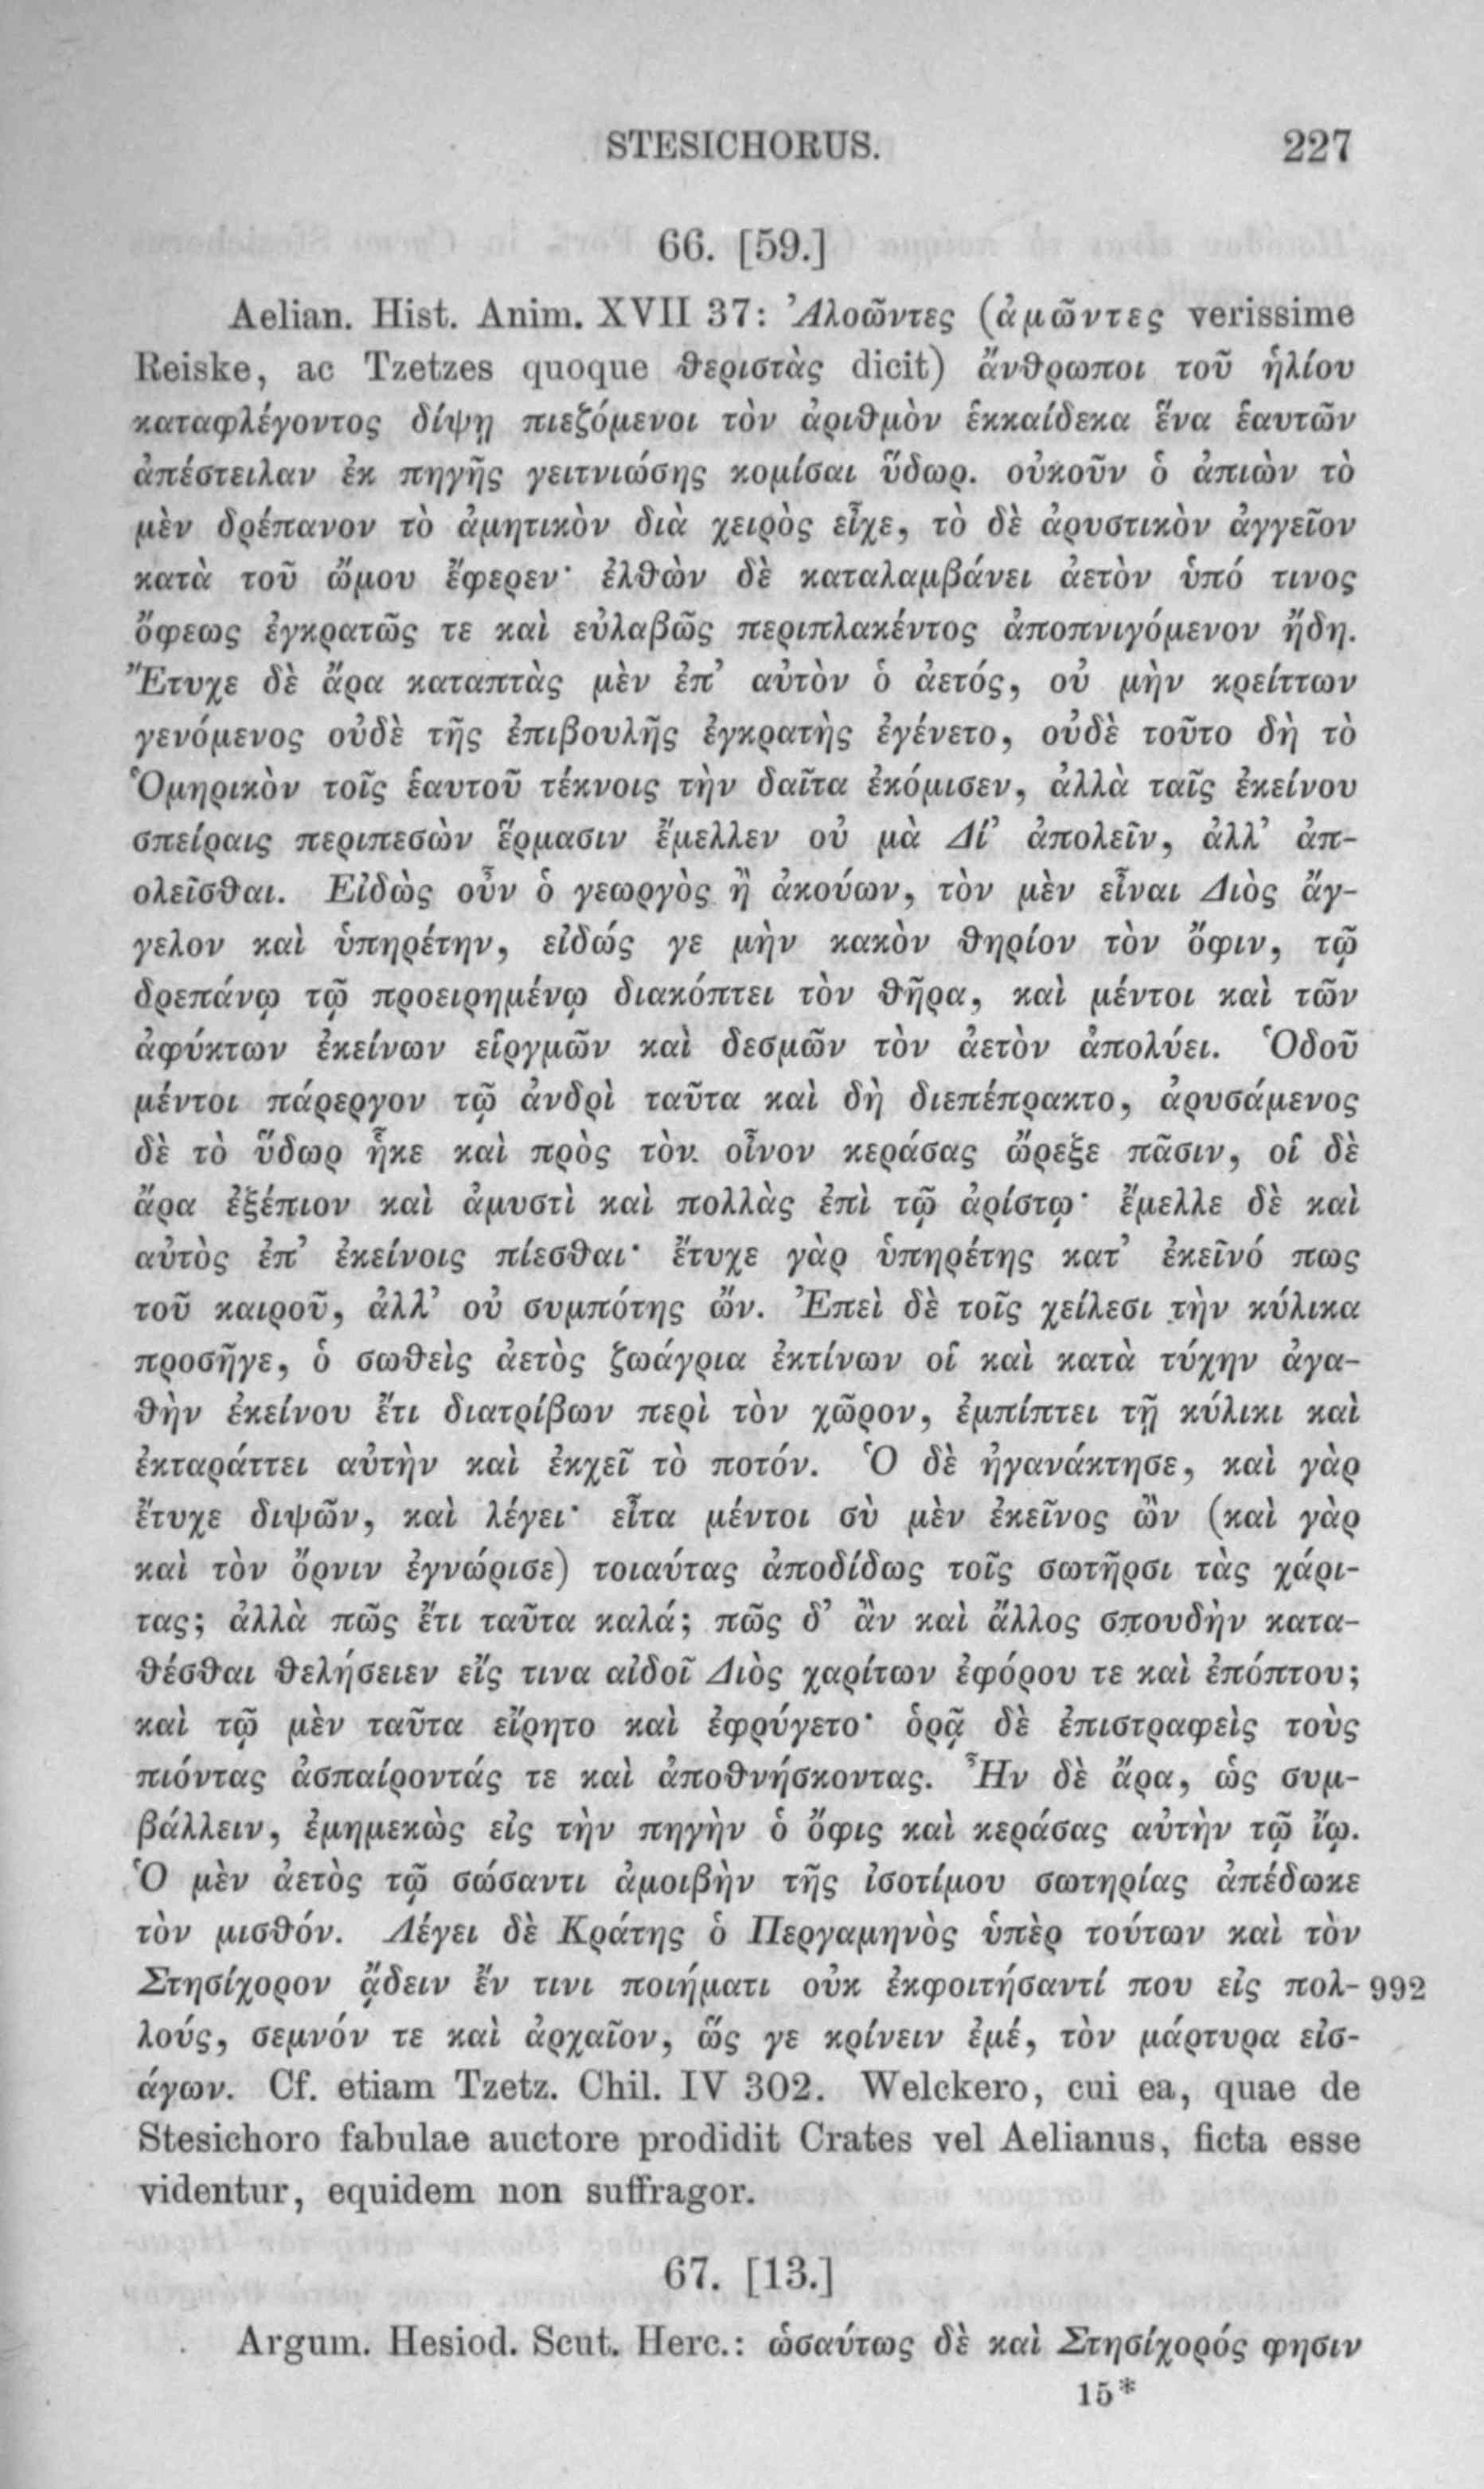 STESICHORUS. 227
66. [59.]
Aelian. Hist. Anim. XVII 37: Ἀλοῶντες (ἀμῶντες verissime
Reiske, ac Tzetzes quoque θεριστὰς dicit) ἄνθρωποι τοῦ ἡλίου
καταφλέγοντος δίψῃ πιεζόμενοι τὸν ἀριθμὸν ἑκκαίδεκα ἕνα ἑαυτῶν
ἀπέστειλαν ἐκ πηγῆς γειτνιώσης κομίσαι ὕδωρ. οὐκοῦν ὁ ἀπιὼν τὸ
μὲν δρέπανον τὸ ἀμητικὸν διὰ χειρὸς εἶχε, τὸ δὲ ἀρυστικὸν ἀγγεῖον
κατὰ τοῦ ὤμου ἔφερεν· ἐλθὼν δὲ καταλαμβάνει ἀετὸν ὑπό τινος
ὄφεως ἐγκρατῶς τε καὶ εὐλαβῶς περιπλακέντος ἀποπνιγόμενον ἤδη.
Ἔτυχε δὲ ἄρα καταπτὰς μὲν ἐπ’ αὐτὸν ὁ ἀετός, οὐ μὴν κρείττων
γενόμενος οὐδὲ τῆς ἐπιβουλῆς ἐγκρατὴς ἐγένετο, οὐδὲ τοῦτο δὴ τὸ
Ὁμηρικὸν τοῖς ἑαυτοῦ τέκνοις τὴν δαῖτα ἐκόμισεν, ἀλλὰ ταῖς ἐκείνου
σπείραις περιπεσὼν ἕρμασιν ἔμελλεν οὐ μὰ Δί’ ἀπολεῖν, ἀλλ’ ἀπ-
ολεῖσθαι. Εἰδὼς οὖν ὁ γεωργὸς ἢ ἀκούων, τὸν μὲν εἶναι Διὸς ἄγ-
γελον καὶ ὑπηρέτην, εἰδώς γε μὴν κακὸν θηρίον τὸν ὄφιν, τῷ
δρεπάνῳ τῷ προειρημένῳ διακόπτει τὸν θῆρα, καὶ μέντοι καὶ τῶν
ἀφύκτων ἐκείνων εἱργμῶν καὶ δεσμῶν τὸν ἀετὸν ἀπολύει. Ὁδοῦ
μέντοι πάρεργον τῷ ἀνδρὶ ταῦτα καὶ δὴ διεπέπρακτο, ἀρυσάμενος
δὲ τὸ ὕδωρ ἧκε καὶ πρὸς τὸν οἶνον κεράσας ὤρεξε πᾶσιν, οἱ δὲ
ἄρα ἐξέπιον καὶ ἀμυστὶ καὶ πολλὰς ἐπὶ τῷ ἀρίστῳ· ἔμελλε δὲ καὶ
αὐτὸς ἐπ’ ἐκείνοις πίεσθαι· ἔτυχε γὰρ ὑπηρέτης κατ’ ἐκεῖνό πως
τοῦ καιροῦ, ἀλλ’ οὐ συμπότης ὤν. Ἐπεὶ δὲ τοῖς χείλεσι τὴν κύλικα
προσῆγε, ὁ σωθεὶς ἀετὸς ζωάγρια ἐκτίνων οἱ καὶ κατὰ τύχην ἀγα-
θὴν ἐκείνου ἔτι διατρίβων περὶ τὸν χῶρον, ἐμπίπτει τῇ κύλικι καὶ
ἐκταράττει αὐτὴν καὶ ἐκχεῖ τὸ ποτόν. Ὁ δὲ ἠγανάκτησε, καὶ γὰρ
ἔτυχε διψῶν, καὶ λέγει· εἶτα μέντοι σὺ μὲν ἐκεῖνος ὢν (καὶ γὰρ
καὶ τὸν ὄρνιν ἐγνώρισε) τοιαύτας ἀποδίδως τοῖς σωτῆρσι τὰς χάρι-
τας; ἀλλὰ πῶς ἔτι ταῦτα καλά; πῶς δ’ ἂν καὶ ἄλλος σπουδὴν κατα-
θέσθαι θελήσειεν εἴς τινα αἰδοῖ Διὸς χαρίτων ἐφόρου τε καὶ ἐπόπτου;
καὶ τῷ μὲν ταῦτα εἴρητο καὶ ἐφρύγετο· ὁρᾷ δὲ ἐπιστραφεὶς τοὺς
πιόντας ἀσπαίροντάς τε καὶ ἀποθνήσκοντας. Ἦν δὲ ἄρα, ὡς συμ-
βάλλειν, ἐμημεκὼς εἰς τὴν πηγὴν ὁ ὄφις καὶ κεράσας αὐτὴν τῷ ἴῳ.
Ὁ μὲν ἀετὸς τῷ σώσαντι ἀμοιβὴν τῆς ἰσοτίμου σωτηρίας ἀπέδωκε
τὸν μισθόν. Λέγει δὲ Κράτης ὁ Περγαμηνὸς ὑπὲρ τούτων καὶ τὸν
Στησίχορον ᾄδειν ἔν τινι ποιήματι οὐκ ἐκφοιτήσαντί που εἰς πολ- 992
λούς, σεμνόν τε καὶ ἀρχαῖον, ὥς γε κρίνειν ἐμέ, τὸν μάρτυρα εἰσ-
άγων. Cf. etiam Tzetz. Chil. IV 302. Welckero, cui ea, quae de
Stesichoro fabulae auctore prodidit Crates vel Aelianus, ficta esse
videntur, equidem non suffragor.
67. [13.]
Argum. Hesiod. Scut. Herc.: ὡσαύτως δὲ καὶ Στησίχορός φησιν
15*